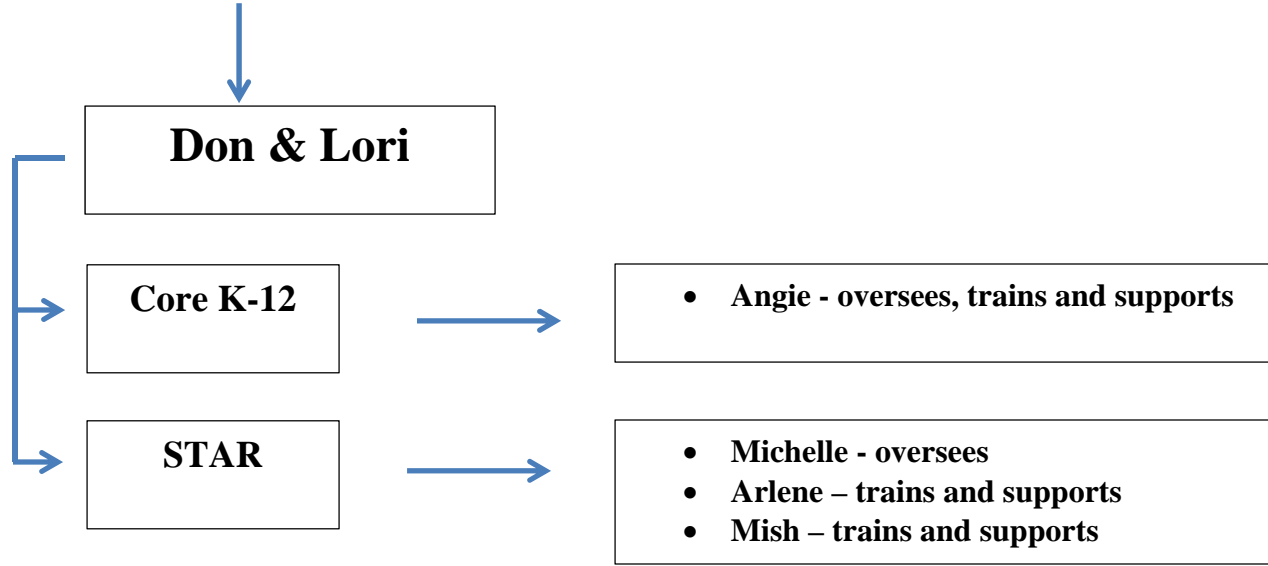 Don & Lori
Core K-12
• Angie - oversees, trains and supports
STAR
• Michelle - oversees
• Arlene – trains and supports
• Mish – trains and supports